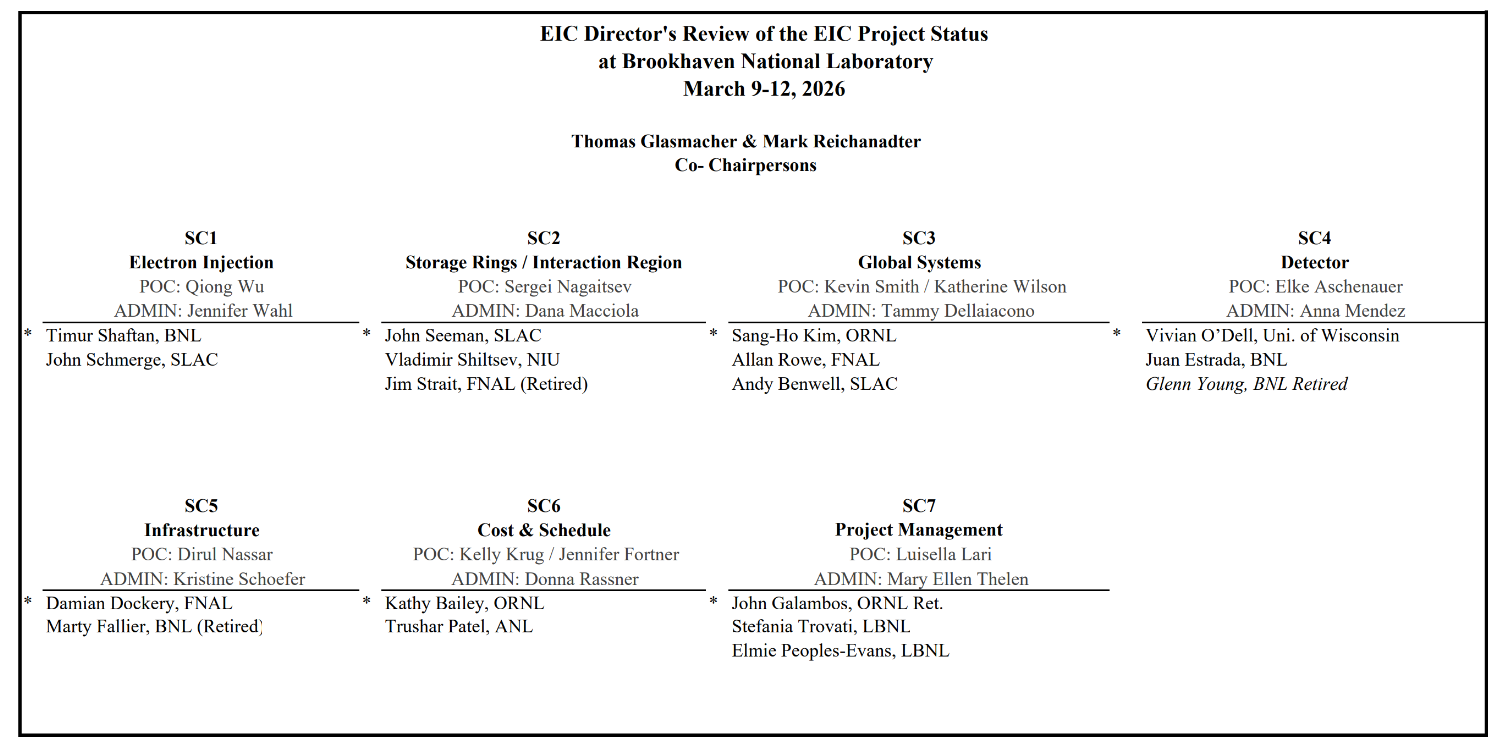 EIC Director's Review of the EIC Project Status
at Brookhaven National Laboratory
March 9-12, 2026
Thomas Glasmacher & Mark Reichanadter
Co- Chairpersons
SC1
Electron Injection
POC: Qiong Wu
ADMIN: Jennifer Wahl
* Timur Shaftan, BNL
John Schmerge, SLAC
SC2
Storage Rings / Interaction Region
POC: Sergei Nagaitsev
ADMIN: Dana Macciola
* John Seeman, SLAC
Vladimir Shiltsev, NIU
Jim Strait, FNAL (Retired)
SC3
Global Systems
POC: Kevin Smith / Katherine Wilson
ADMIN: Tammy Dellaiacono
* Sang-Ho Kim, ORNL
Allan Rowe, FNAL
Andy Benwell, SLAC
SC4
Detector
POC: Elke Aschenauer
ADMIN: Anna Mendez
* Vivian O’Dell, Uni. of Wisconsin
Juan Estrada, BNL
Glenn Young, BNL Retired
SC5
Infrastructure
POC: Dirul Nassar
ADMIN: Kristine Schoefer
* Damian Dockery, FNAL
Marty Fallier, BNL (Retired)
SC6
Cost & Schedule
POC: Kelly Krug / Jennifer Fortner
ADMIN: Donna Rassner
* Kathy Bailey, ORNL
Trushar Patel, ANL
SC7
Project Management
POC: Luisella Lari
ADMIN: Mary Ellen Thelen
* John Galambos, ORNL Ret.
Stefania Trovati, LBNL
Elmie Peoples-Evans, LBNL